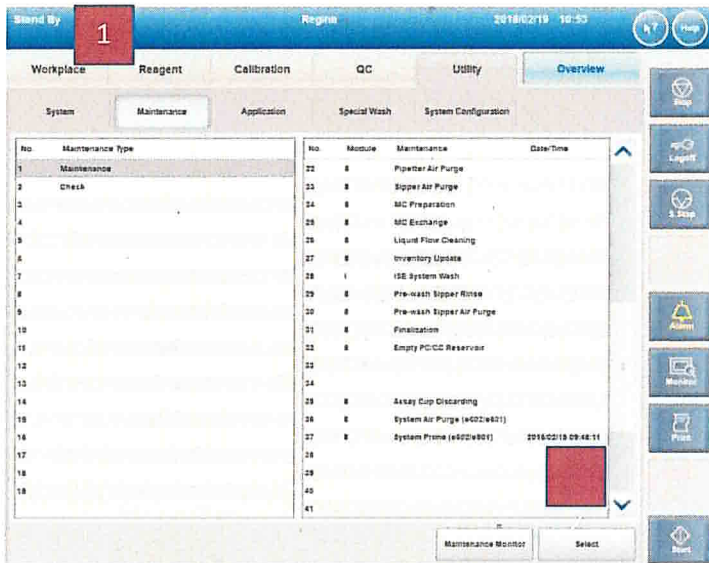 Stand By Regina 2016/02/19 10:53
1
Help
Workplace Reagent Calibration QC Utility Overview
System Maintenance Application Special Wash System Configuration
Stop
Logoff
S. Stop
Alarm
Monitor
Print
Start
No. Maintenance Type
1 Maintenance
2 Check
3
4
5
6
7
8
9
10
11
12
13
14
15
16
17
18
19
No. Module Maintenance Date/Time
22 E Pipetter Air Purge
23 E Sipper Air Purge
24 E MC Preparation
25 E MC Exchange
26 E Liquid Flow Cleaning
27 E Inventory Update
28 I ISE System Wash
29 E Pre-wash Sipper Rinse
30 E Pre-wash Sipper Air Purge
31 E Finalization
32 E Empty PC/CC Reservoir
33
34
35 E Assay Cup Discarding
36 E System Air Purge (e602/e601)
37 E System Prime (e602/e601) 2016/02/19 09:48:11
38
39
40
41
Maintenance Monitor Select